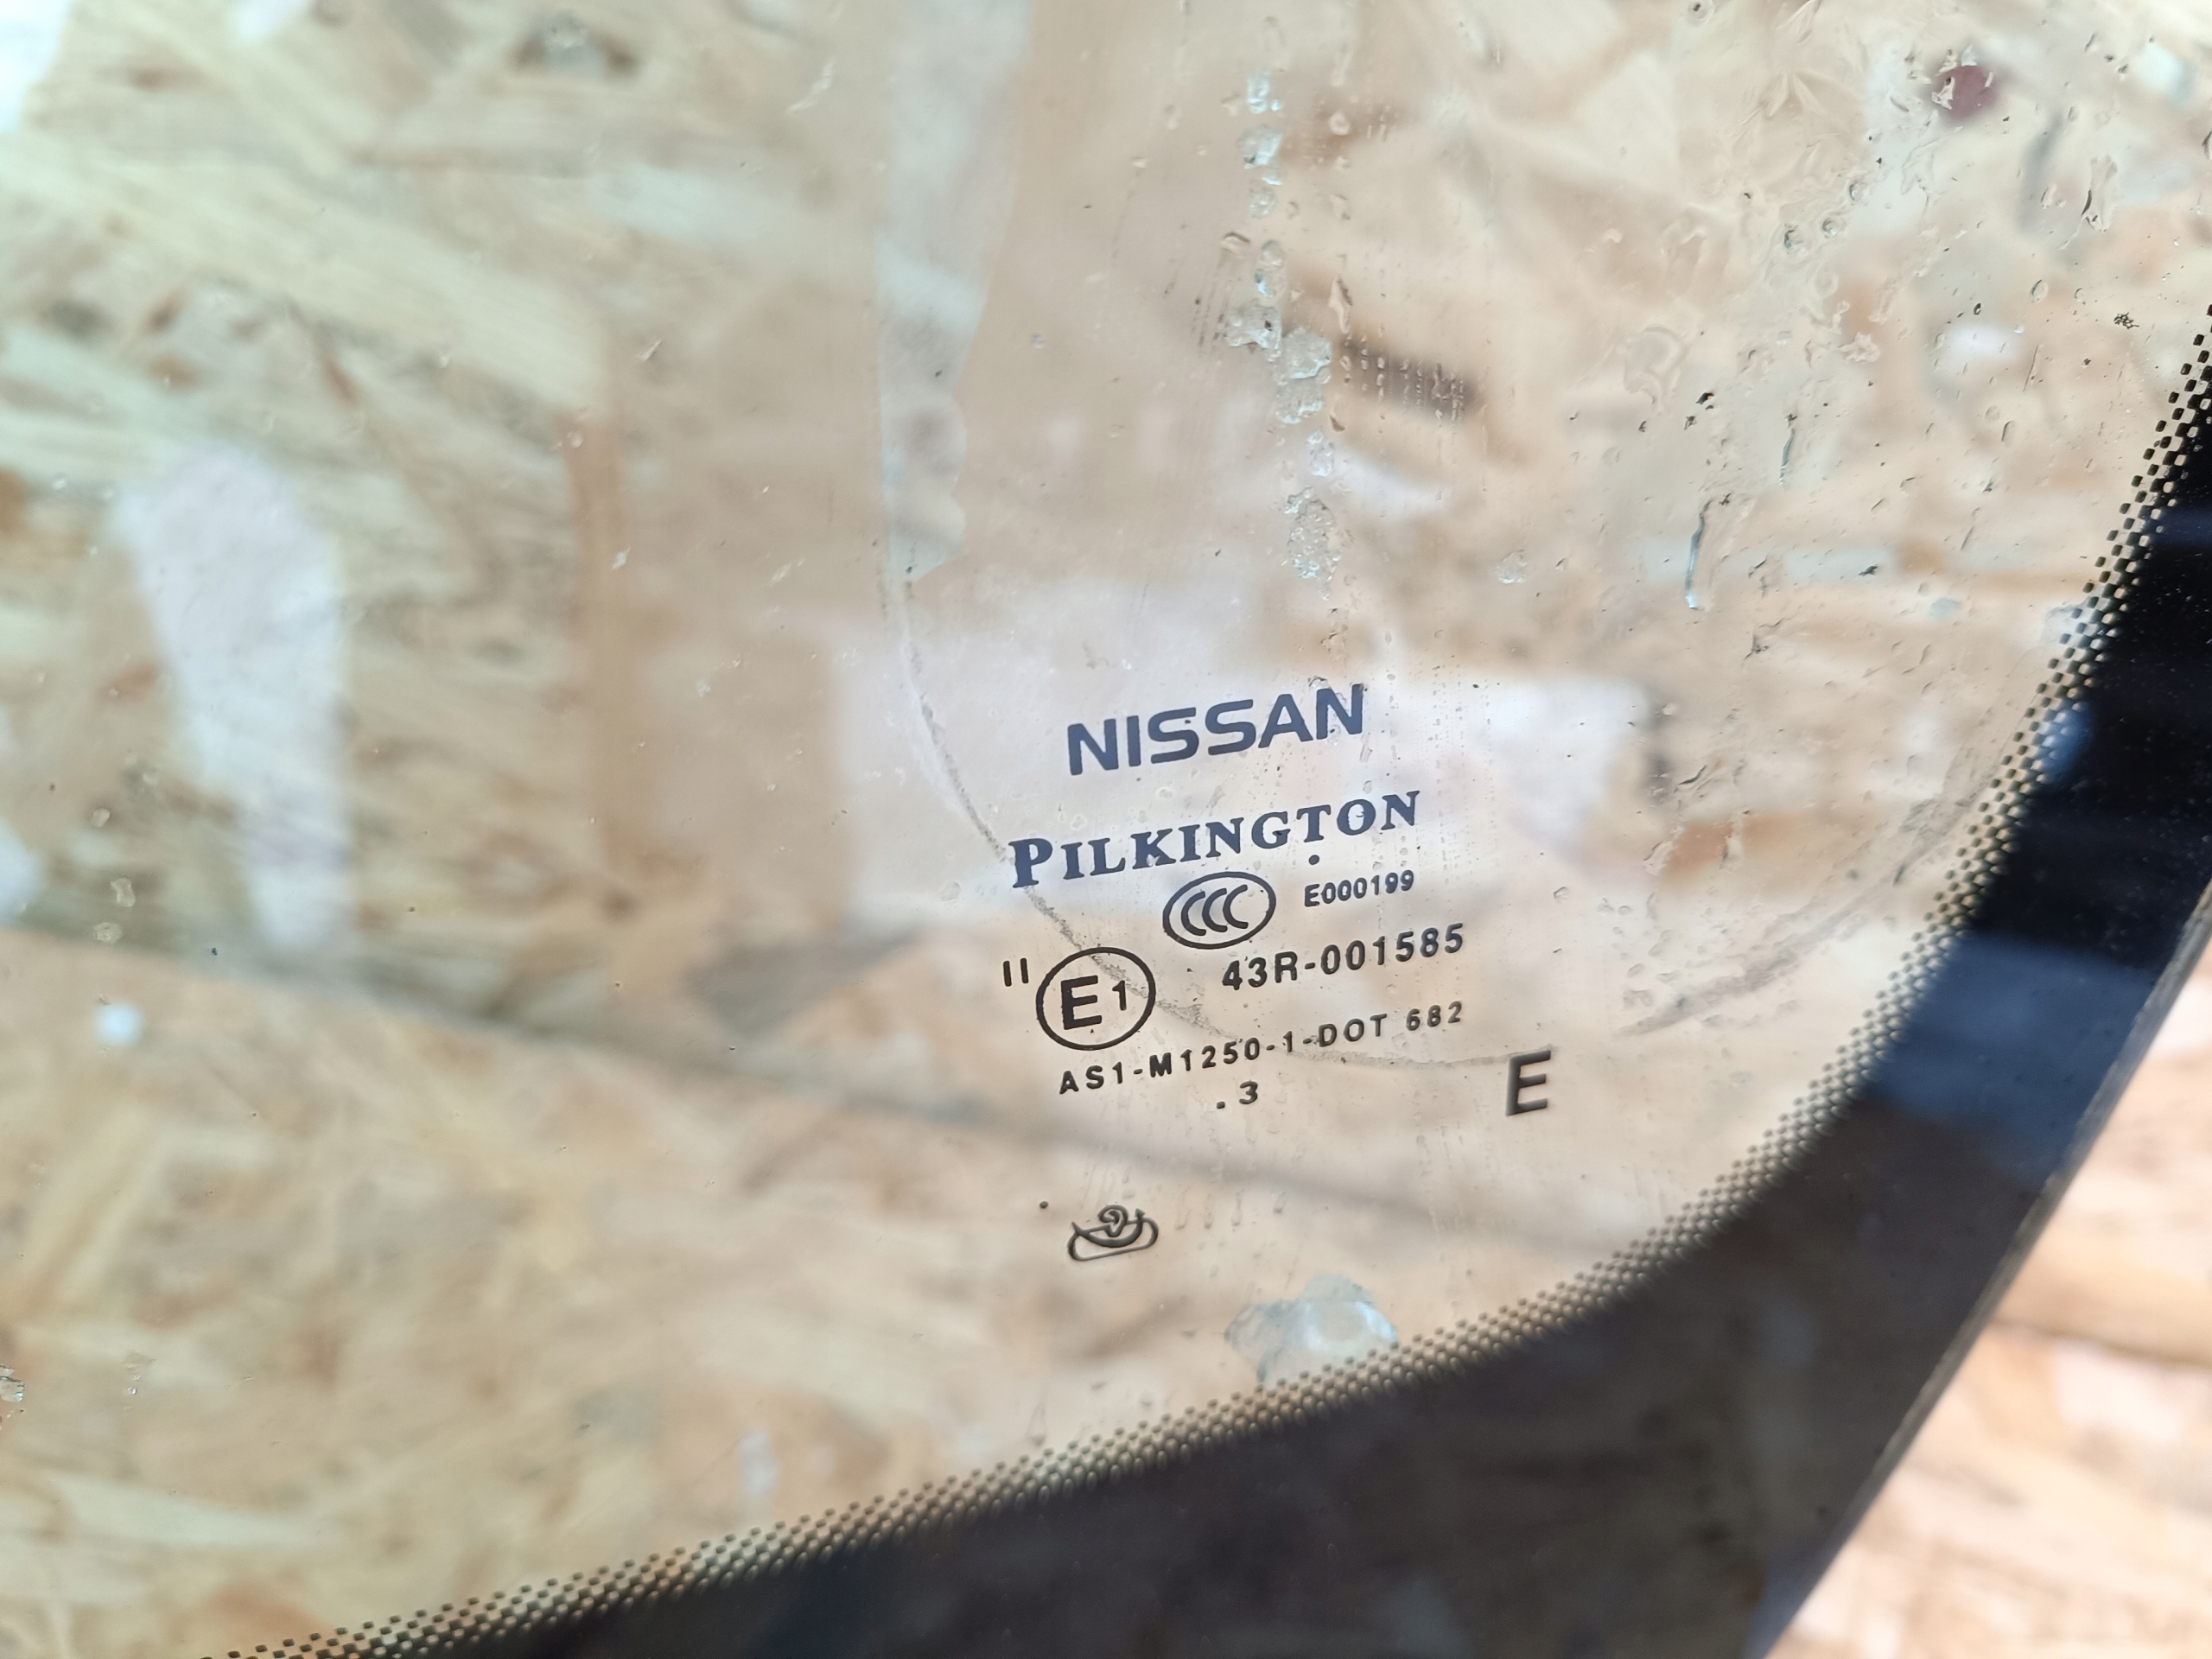 NISSAN
PILKINGTON
CCC E000199
II E1 43R-001585
AS1-M1250-1-DOT 682
.3
E